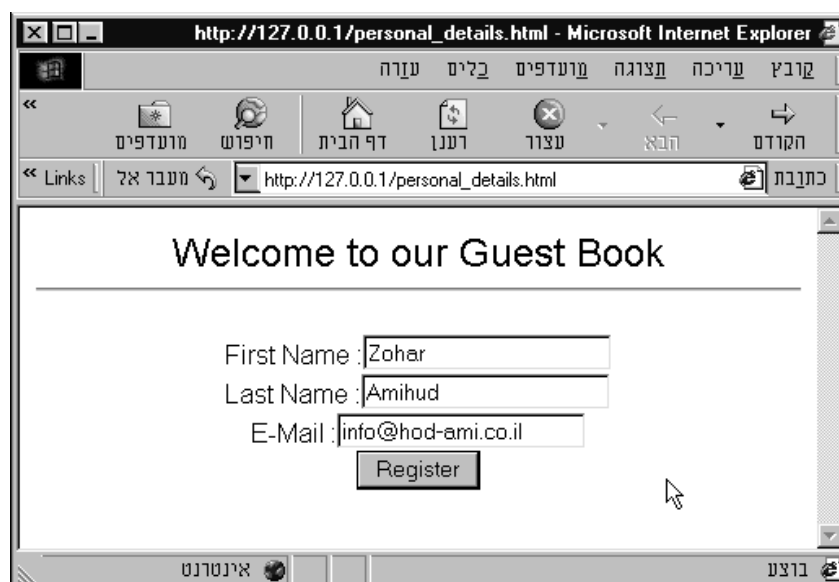 http://127.0.0.1/personal_details.html - Microsoft Internet Explorer
קובץ עריכה תצוגה מועדפים כלים עזרה
הקודם הבא עצור רענן דף הבית חיפוש מועדפים »
כתובת http://127.0.0.1/personal_details.html מעבר אל Links »
Welcome to our Guest Book
First Name : Zohar
Last Name : Amihud
E-Mail : info@hod-ami.co.il
Register
בוצע אינטרנט